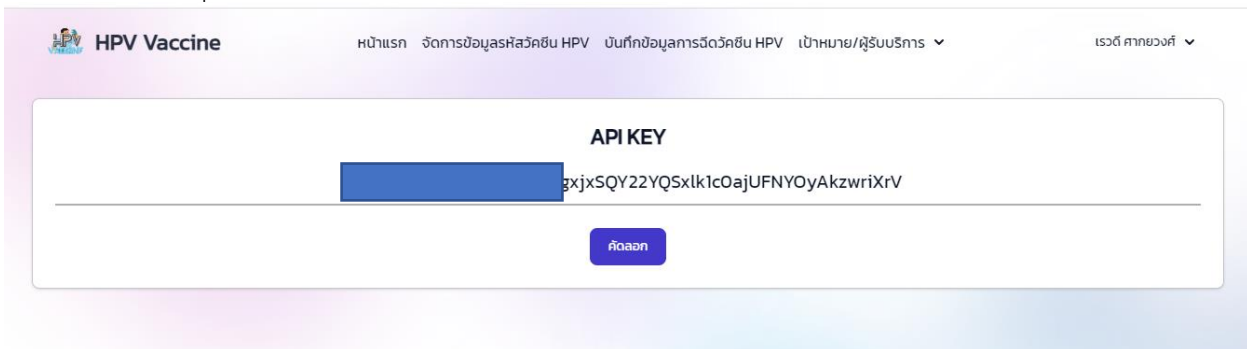 HPV Vaccine
หน้าแรก จัดการข้อมูลรหัสวัคซีน HPV บันทึกข้อมูลการฉีดวัคซีน HPV เป้าหมาย/ผู้รับบริการ
เรวดี ศากยวงศ์
API KEY
gxjxSQY22YQSxlk1cOajUFNYOyAkzwriXrV
คัดลอก